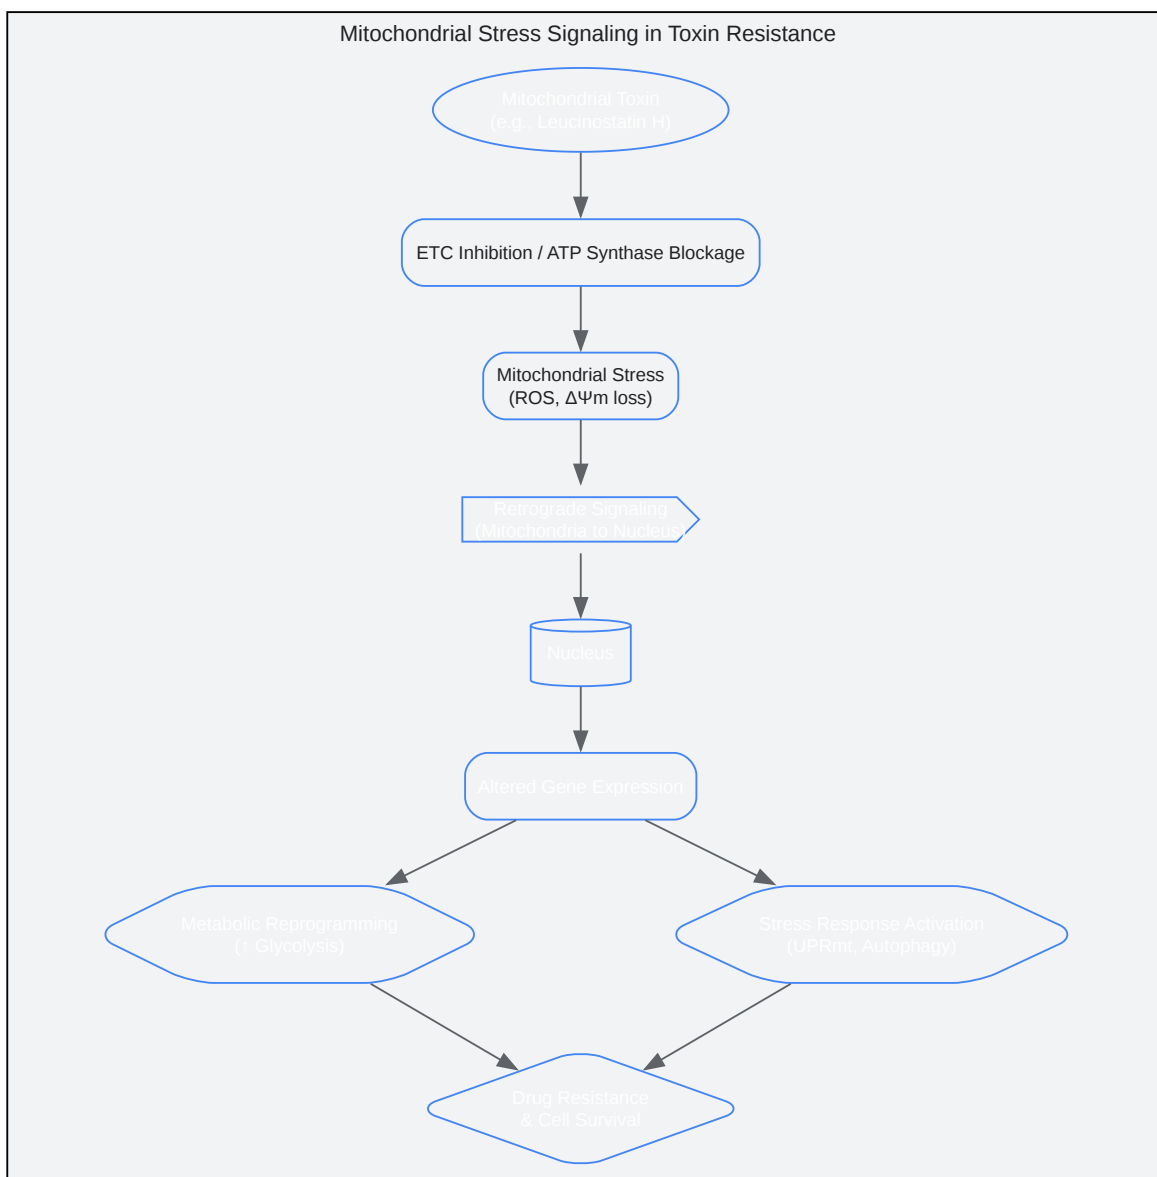 Mitochondrial Stress Signaling in Toxin Resistance
Mitochondrial Toxin
(e.g., Leucinostatin H)
ETC Inhibition / ATP Synthase Blockage
Mitochondrial Stress
(ROS, ΔΨm loss)
Retrograde Signaling
(Mitochondria to Nucleus)
Nucleus
Altered Gene Expression
Metabolic Reprogramming
(↑ Glycolysis)
Stress Response Activation
(UPRmt, Autophagy)
Drug Resistance
& Cell Survival